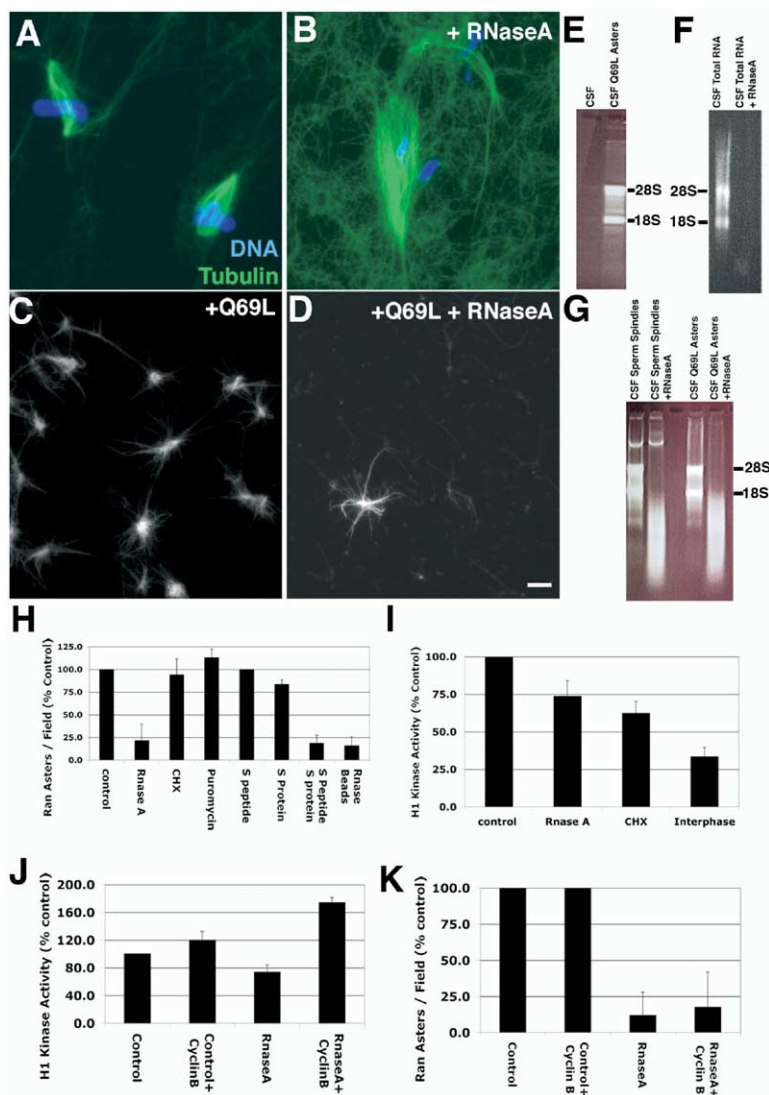 A
B
+ RNaseA
DNA
Tubulin
C
+Q69L
D
+Q69L + RNaseA
E
CSF
CSF Q69L Asters
28S
18S
F
CSF Total RNA
CSF Total RNA
+ RNaseA
28S
18S
G
CSF Sperm Spindles
CSF Sperm Spindles
+RNaseA
CSF Q69L Asters
CSF Q69L Asters
+RNaseA
28S
18S
H
Ran Asters / Field (% Control)
125.0
100.0
75.0
50.0
25.0
0.0
control
Rnase A
CHX
Puromycin
S peptide
S Protein
S Peptide
S protein
Rnase
Beads
I
H1 Kinase Activity (% Control)
100.0
75.0
50.0
25.0
0.0
control
Rnase A
CHX
Interphase
J
H1 Kinase Activity (% control)
200.0
160.0
120.0
80.0
40.0
0.0
Control
Control+
CyclinB
RnaseA
RnaseA+
CyclinB
K
Ran Asters / Field (% control)
100.0
75.0
50.0
25.0
0.0
Control
Control+
Cyclin B
RnaseA
RnaseA+
Cyclin B